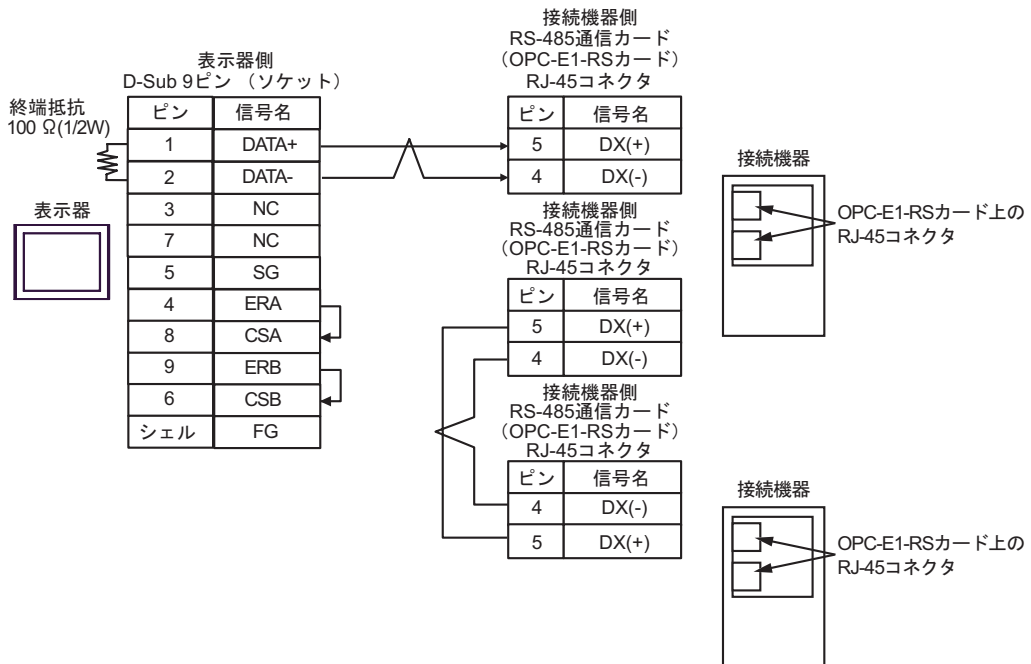 表示器側
D-Sub 9ピン (ソケット)
終端抵抗
100 Ω(1/2W)
ピン 信号名
1 DATA+
2 DATA-
3 NC
7 NC
5 SG
4 ERA
8 CSA
9 ERB
6 CSB
シェル FG
表示器
接続機器側
RS-485通信カード
(OPC-E1-RSカード)
RJ-45コネクタ
ピン 信号名
5 DX(+)
4 DX(-)
接続機器側
RS-485通信カード
(OPC-E1-RSカード)
RJ-45コネクタ
ピン 信号名
5 DX(+)
4 DX(-)
接続機器側
RS-485通信カード
(OPC-E1-RSカード)
RJ-45コネクタ
ピン 信号名
4 DX(-)
5 DX(+)
接続機器
OPC-E1-RSカード上の
RJ-45コネクタ
接続機器
OPC-E1-RSカード上の
RJ-45コネクタ